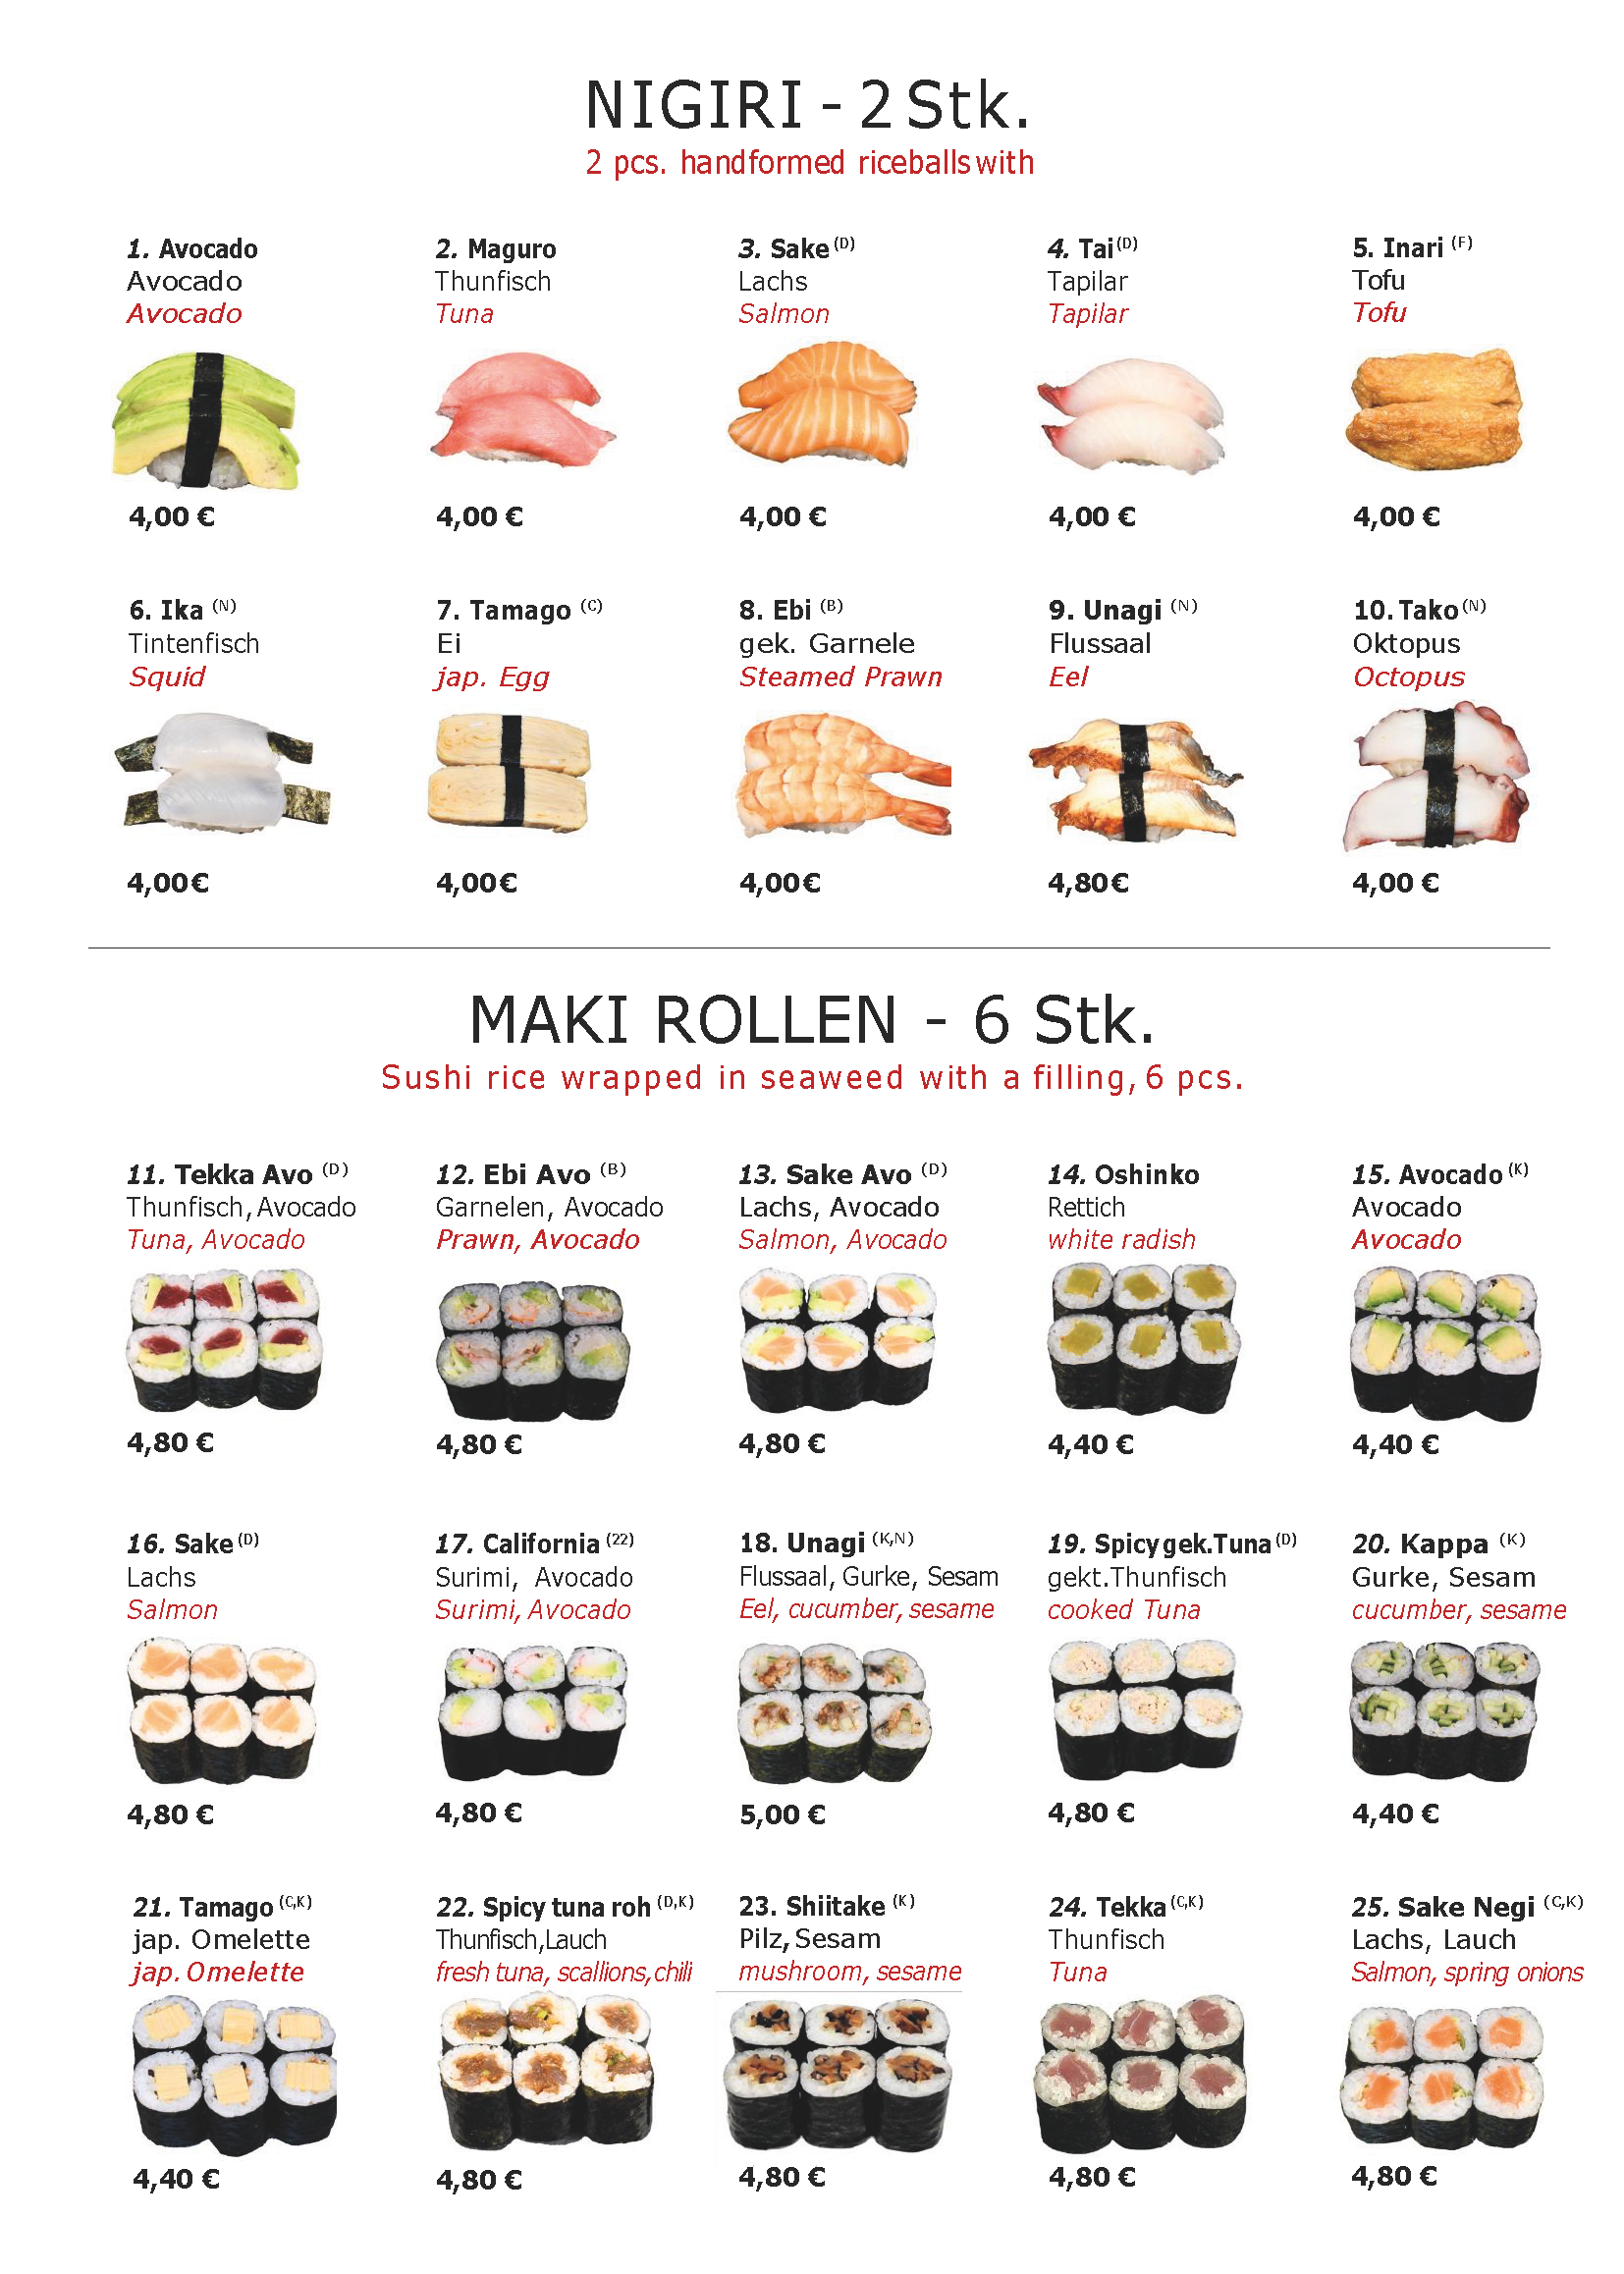 NIGIRI - 2 Stk.
2 pcs. handformed riceballs with
1. Avocado
Avocado
Avocado
4,00 €
2. Maguro
Thunfisch
Tuna
4,00 €
3. Sake (D)
Lachs
Salmon
4,00 €
4. Tai (D)
Tapilar
Tapilar
4,00 €
5. Inari (F)
Tofu
Tofu
4,00 €
6. Ika (N)
Tintenfisch
Squid
4,00 €
7. Tamago (C)
Ei
jap. Egg
4,00 €
8. Ebi (B)
gek. Garnele
Steamed Prawn
4,00 €
9. Unagi (N)
Flussaal
Eel
4,80 €
10. Tako (N)
Oktopus
Octopus
4,00 €
MAKI ROLLEN - 6 Stk.
Sushi rice wrapped in seaweed with a filling, 6 pcs.
11. Tekka Avo (D)
Thunfisch, Avocado
Tuna, Avocado
4,80 €
12. Ebi Avo (B)
Garnelen, Avocado
Prawn, Avocado
4,80 €
13. Sake Avo (D)
Lachs, Avocado
Salmon, Avocado
4,80 €
14. Oshinko
Rettich
white radish
4,40 €
15. Avocado (K)
Avocado
Avocado
4,40 €
16. Sake (D)
Lachs
Salmon
4,80 €
17. California (22)
Surimi, Avocado
Surimi, Avocado
4,80 €
18. Unagi (K,N)
Flussaal, Gurke, Sesam
Eel, cucumber, sesame
5,00 €
19. Spicy gek.Tuna (D)
gekt.Thunfisch
cooked Tuna
4,80 €
20. Kappa (K)
Gurke, Sesam
cucumber, sesame
4,40 €
21. Tamago (C,K)
jap. Omelette
jap. Omelette
4,40 €
22. Spicy tuna roh (D,K)
Thunfisch,Lauch
fresh tuna, scallions, chili
4,80 €
23. Shiitake (K)
Pilz, Sesam
mushroom, sesame
4,80 €
24. Tekka (C,K)
Thunfisch
Tuna
4,80 €
25. Sake Negi (C,K)
Lachs, Lauch
Salmon, spring onions
4,80 €